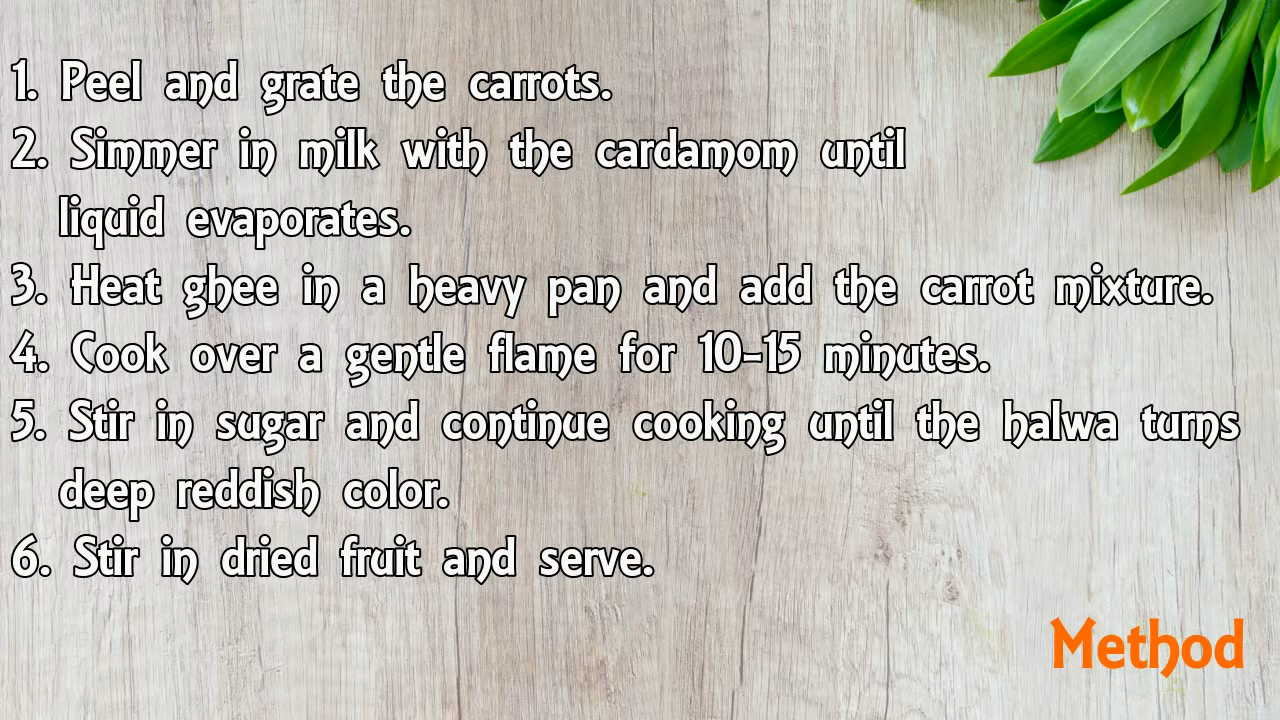 1. Peel and grate the carrots.
2. Simmer in milk with the cardamom until
liquid evaporates.
3. Heat ghee in a heavy pan and add the carrot mixture.
4. Cook over a gentle flame for 10-15 minutes.
5. Stir in sugar and continue cooking until the halwa turns
deep reddish color.
6. Stir in dried fruit and serve.
Method